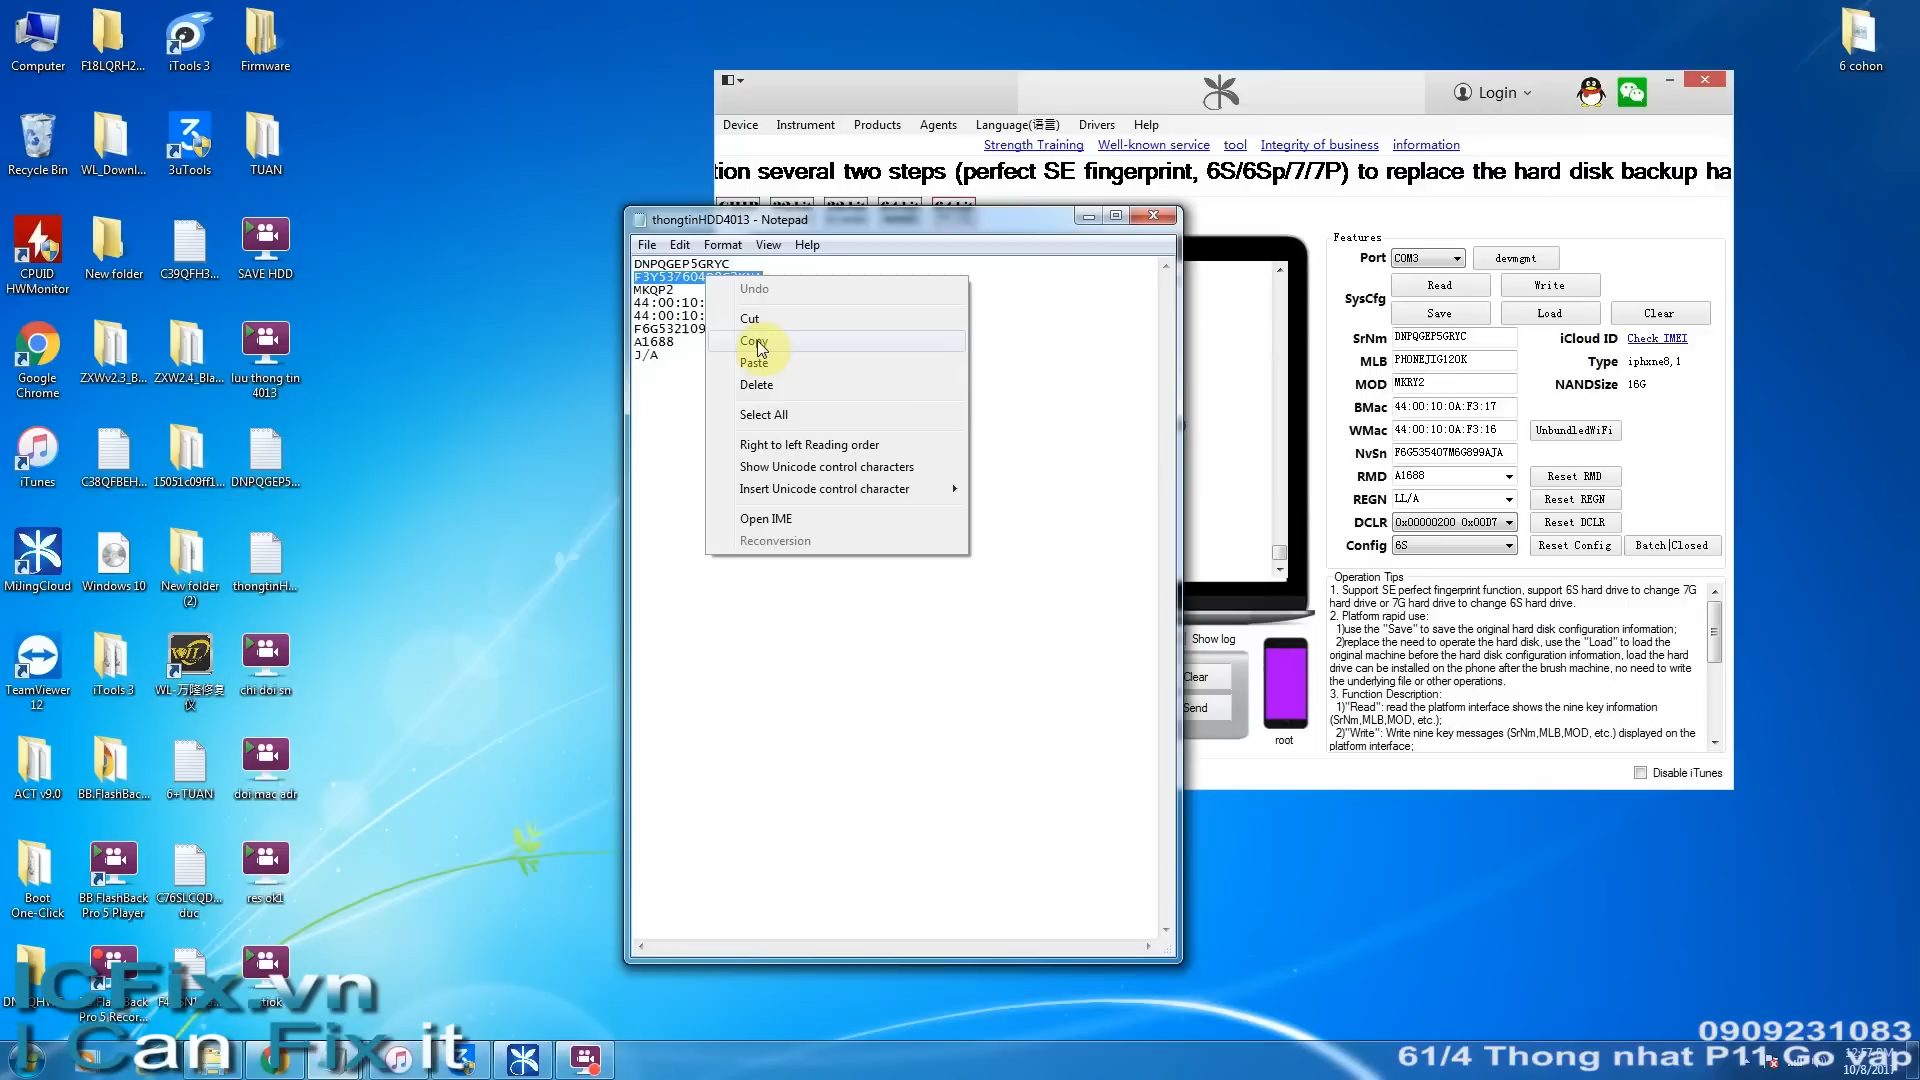 Computer
F18LQRH2...
iTools 3
Firmware
6 cohon
Recycle Bin
WL_Downl...
3uTools
TUAN
CPUID HWMonitor
New folder
C39QFH3...
SAVE HDD
Google Chrome
ZXWv2.3_B...
ZXW2.4_Bla...
luu thong tin 4013
iTunes
C38QFBEH...
15051c09ff1...
DNPQGEP5...
MiJingCloud
Windows 10
New folder (2)
thongtinH...
TeamViewer 12
iTools 3
WL-万隆修复仪
chi doi sn
ACT v9.0
BB.FlashBac...
6+TUAN
doi mac adr
Boot One-Click
BB FlashBack Pro 5 Player
C76SLCQD... duc
res ok1
Pro 5 Recor...
Login
Device Instrument Products Agents Language(语言) Drivers Help
Strength Training Well-known service tool Integrity of business information
tion several two steps (perfect SE fingerprint, 6S/6Sp/7/7P) to replace the hard disk backup ha
thongtinHDD4013 - Notepad
File Edit Format View Help
DNPQGEP5GRYC
MKQP2
44:00:10:
44:00:10:
F6G532109
A1688
J/A
Undo
Cut
Copy
Paste
Delete
Select All
Right to left Reading order
Show Unicode control characters
Insert Unicode control character
Open IME
Reconversion
Features
Port COM3 devmgmt
SysCfg Read Write
Save Load Clear
SrNm DNPQGEP5GRYC iCloud ID Check IMEI
MLB PHONEJIG120K Type iphxne8,1
MOD MKRY2 NANDSize 16G
BMac 44:00:10:0A:F3:17
WMac 44:00:10:0A:F3:16 UnbundledWiFi
NvSn F6G535407M6G899AJA
RMD A1688 Reset RMD
REGN LL/A Reset REGN
DCLR 0x00000200 0x00D7 Reset DCLR
Config 6S Reset Config Batch|Closed
Operation Tips
1. Support SE perfect fingerprint function, support 6S hard drive to change 7G
hard drive or 7G hard drive to change 6S hard drive.
2. Platform rapid use:
1)use the "Save" to save the original hard disk configuration information;
2)replace the need to operate the hard disk, use the "Load" to load the
original machine before the hard disk configuration information, load the hard
drive can be installed on the phone after the brush machine, no need to write
the underlying file or other operations.
3. Function Description:
1)"Read": read the platform interface shows the nine key information
(SrNm,MLB,MOD, etc.);
2)"Write": Write nine key messages (SrNm,MLB,MOD, etc.) displayed on the
platform interface;
Show log
Clear
Send
root
Disable iTunes
ICFix.vn
I Can Fix it
0909231083
61/4 Thong nhat P11 Go vap
10/8/2017